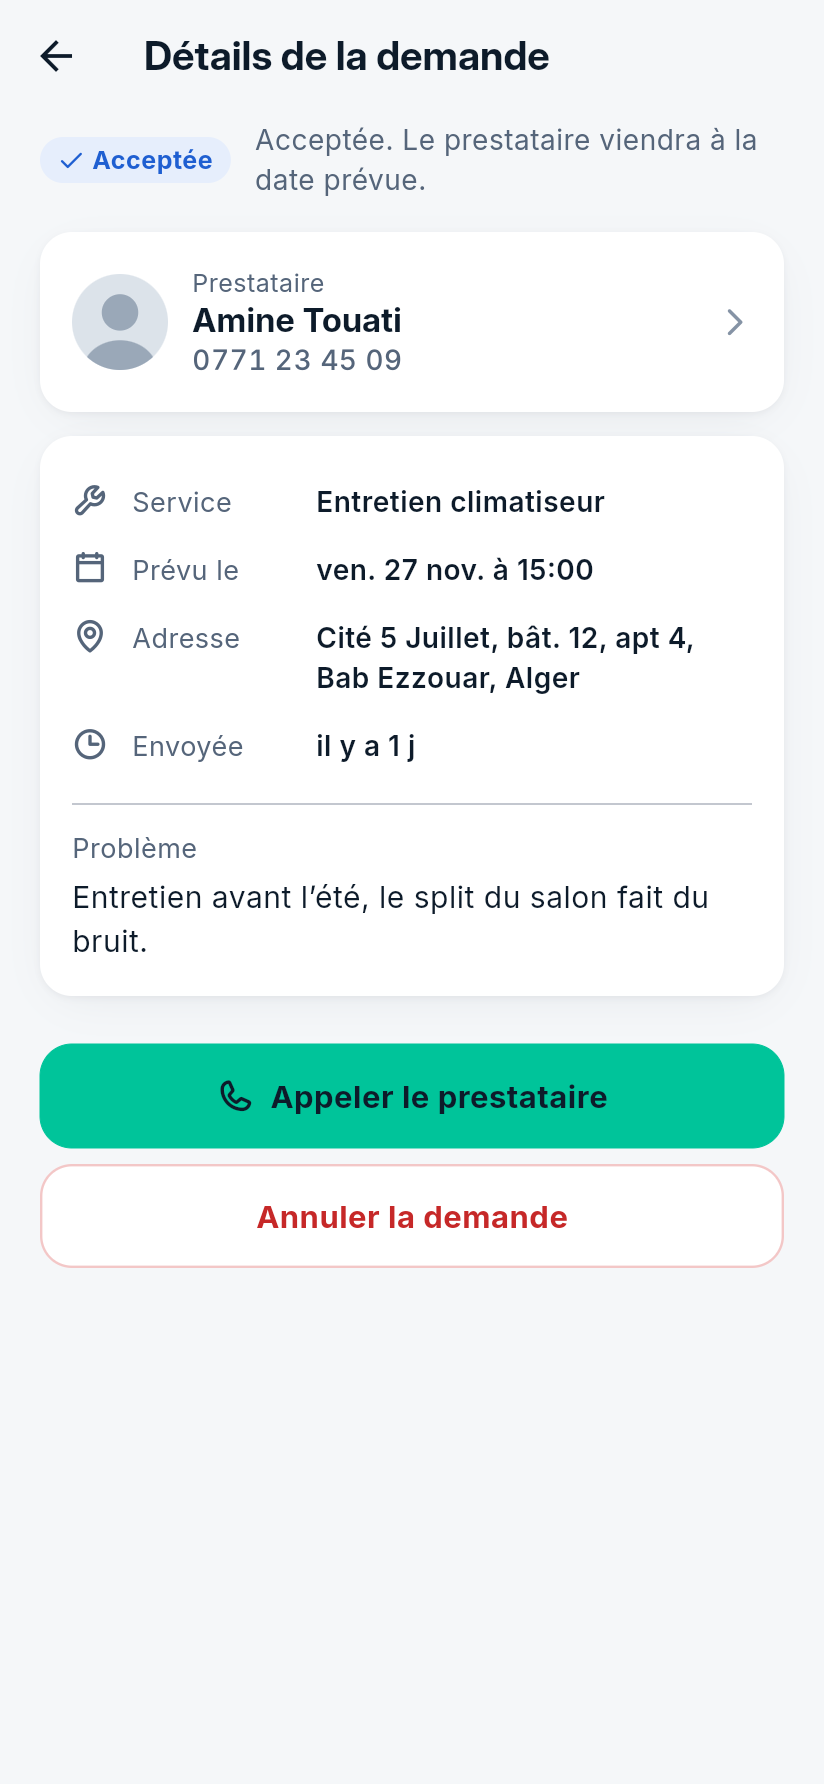 Détails de la demande
Acceptée
Acceptée. Le prestataire viendra à la
date prévue.
Prestataire
Amine Touati
0771 23 45 09
Service
Entretien climatiseur
Prévu le
ven. 27 nov. à 15:00
Adresse
Cité 5 Juillet, bât. 12, apt 4,
Bab Ezzouar, Alger
Envoyée
il y a 1 j
Problème
Entretien avant l’été, le split du salon fait du
bruit.
Appeler le prestataire
Annuler la demande